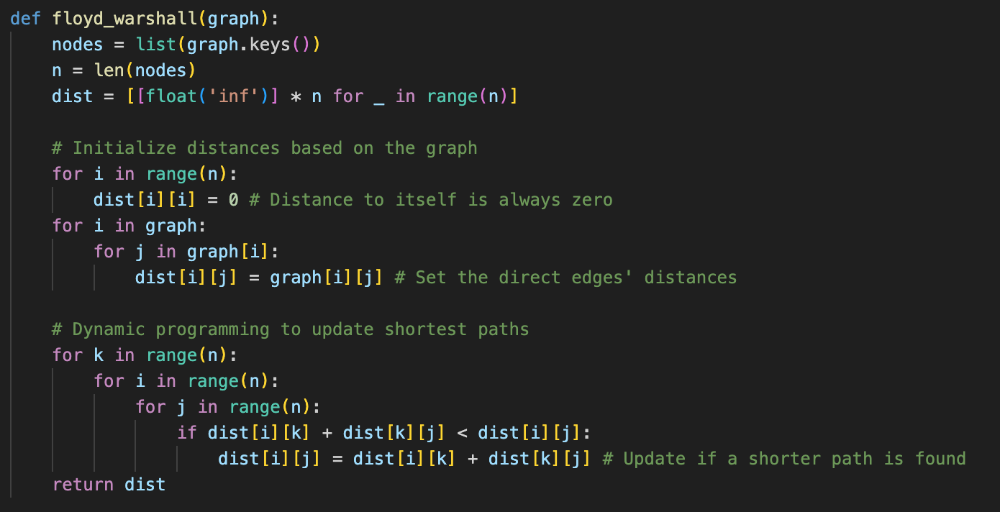 def floyd_warshall(graph):
    nodes = list(graph.keys())
    n = len(nodes)
    dist = [[float('inf')] * n for _ in range(n)]

    # Initialize distances based on the graph
    for i in range(n):
        dist[i][i] = 0 # Distance to itself is always zero
    for i in graph:
        for j in graph[i]:
            dist[i][j] = graph[i][j] # Set the direct edges' distances

    # Dynamic programming to update shortest paths
    for k in range(n):
        for i in range(n):
            for j in range(n):
                if dist[i][k] + dist[k][j] < dist[i][j]:
                    dist[i][j] = dist[i][k] + dist[k][j] # Update if a shorter path is found
    return dist